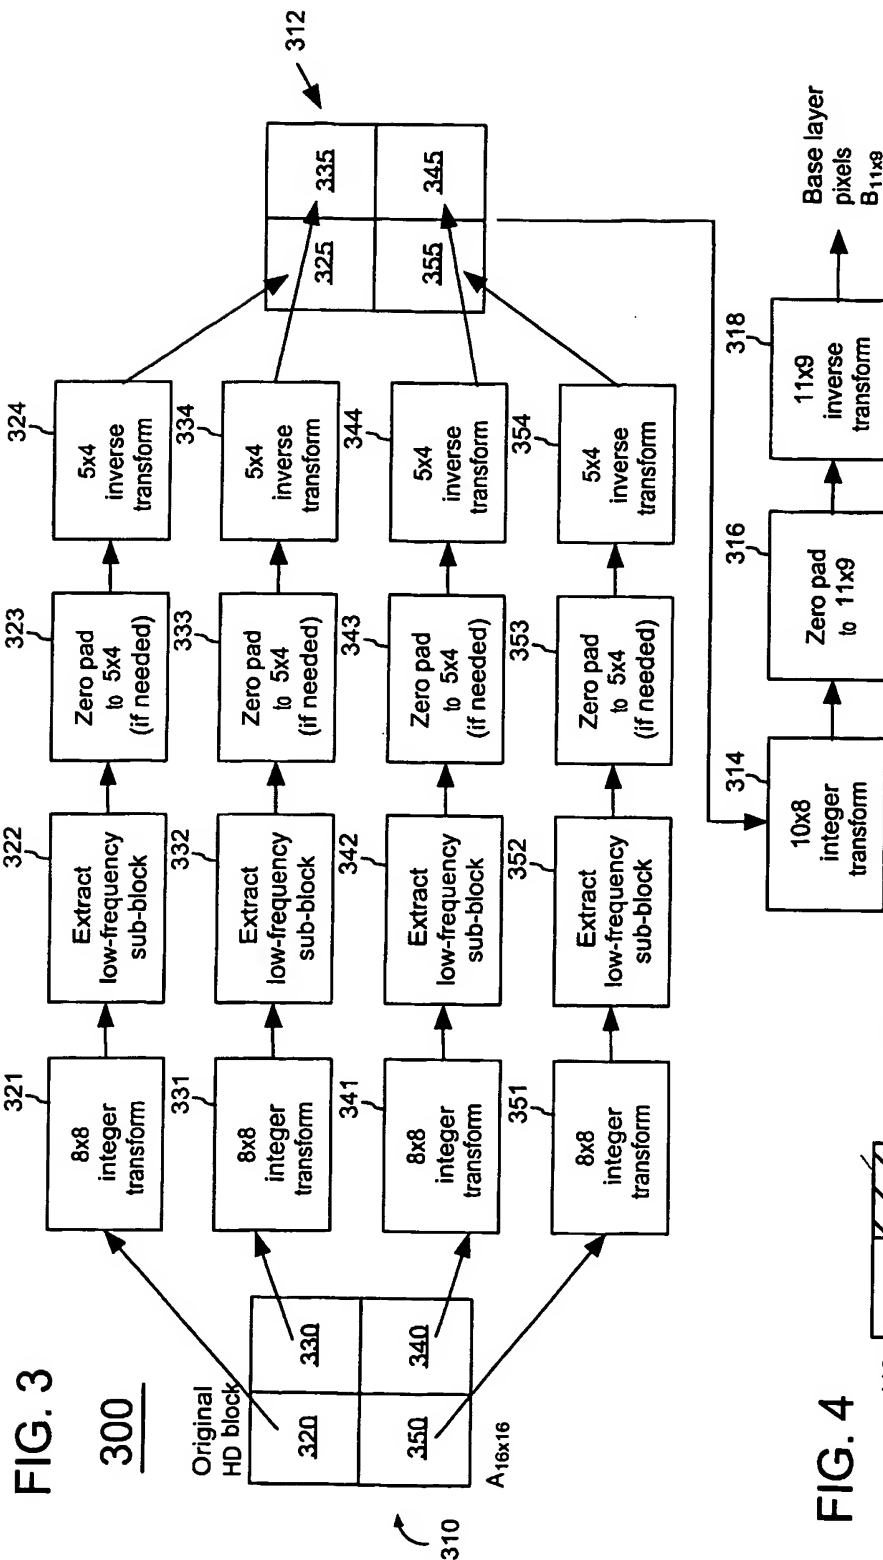 FIG. 3
300
Original
HD block
320
330
350
340
A16x16
310
321
8x8
integer
transform
322
Extract
low-frequency
sub-block
323
Zero pad
to 5x4
(if needed)
324
5x4
inverse
transform
331
8x8
integer
transform
332
Extract
low-frequency
sub-block
333
Zero pad
to 5x4
(if needed)
334
5x4
inverse
transform
341
8x8
integer
transform
342
Extract
low-frequency
sub-block
343
Zero pad
to 5x4
(if needed)
344
5x4
inverse
transform
351
8x8
integer
transform
352
Extract
low-frequency
sub-block
353
Zero pad
to 5x4
(if needed)
354
5x4
inverse
transform
325
335
355
345
312
314
10x8
integer
transform
316
Zero pad
to 11x9
318
11x9
inverse
transform
Base layer
pixels
B11x9
FIG. 4